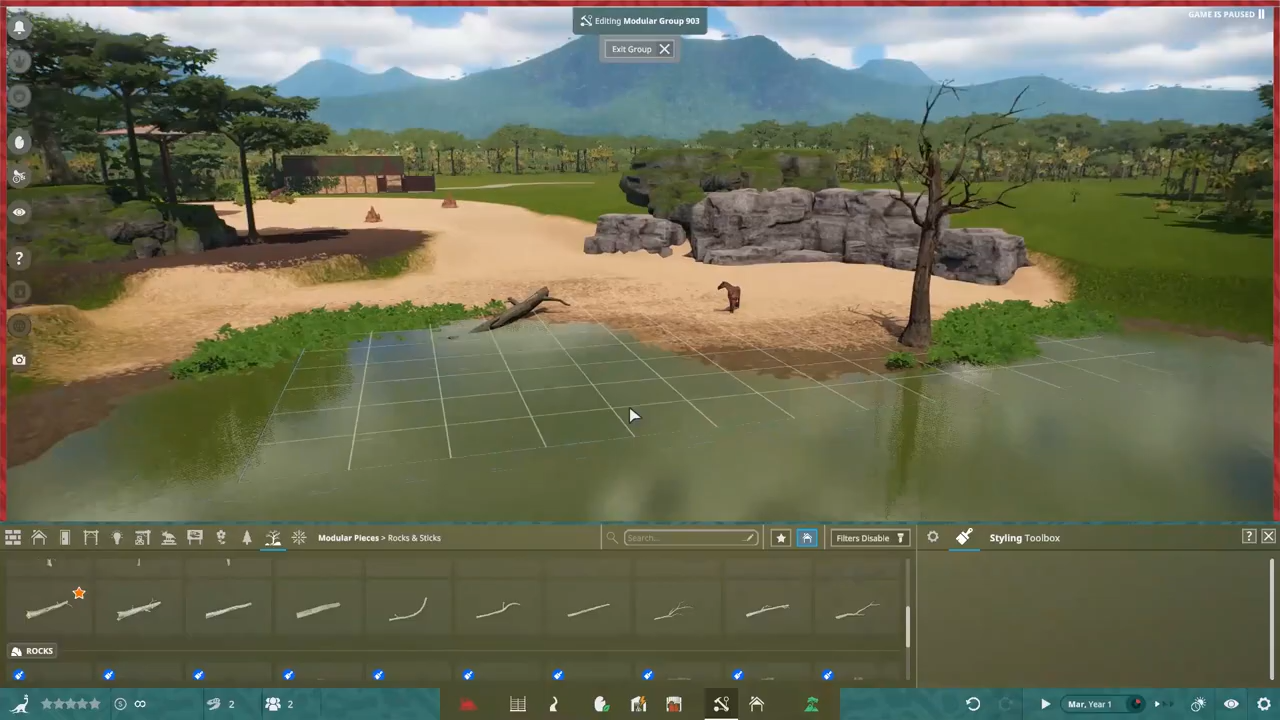 Editing Modular Group 903
GAME IS PAUSED
Exit Group
?
Modular Pieces > Rocks & Sticks
Search...
Filters Disable
Styling Toolbox
?
ROCKS
∞
2
2
Mar, Year 1